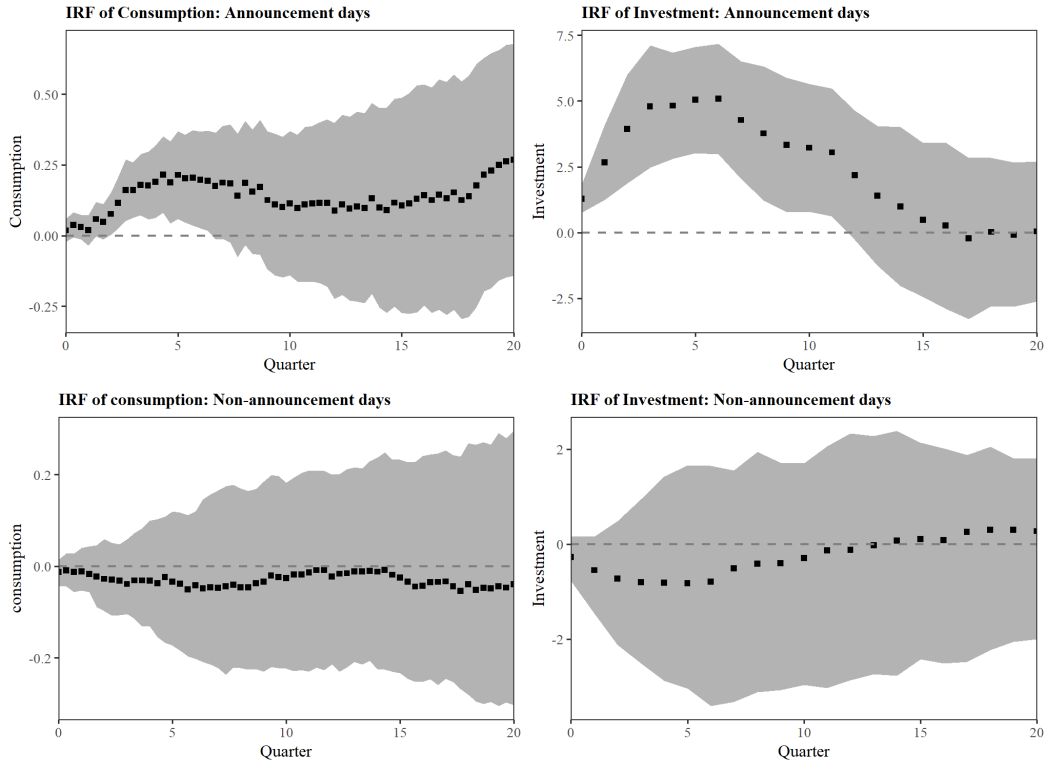 IRF of Consumption: Announcement days
0.50
0.25
0.00
-0.25
Consumption
0
5
10
15
20
Quarter
IRF of Investment: Announcement days
7.5
5.0
2.5
0.0
-2.5
Investment
0
5
10
15
20
Quarter
IRF of consumption: Non-announcement days
0.2
0.0
-0.2
consumption
0
5
10
15
20
Quarter
IRF of Investment: Non-announcement days
2
0
-2
Investment
0
5
10
15
20
Quarter